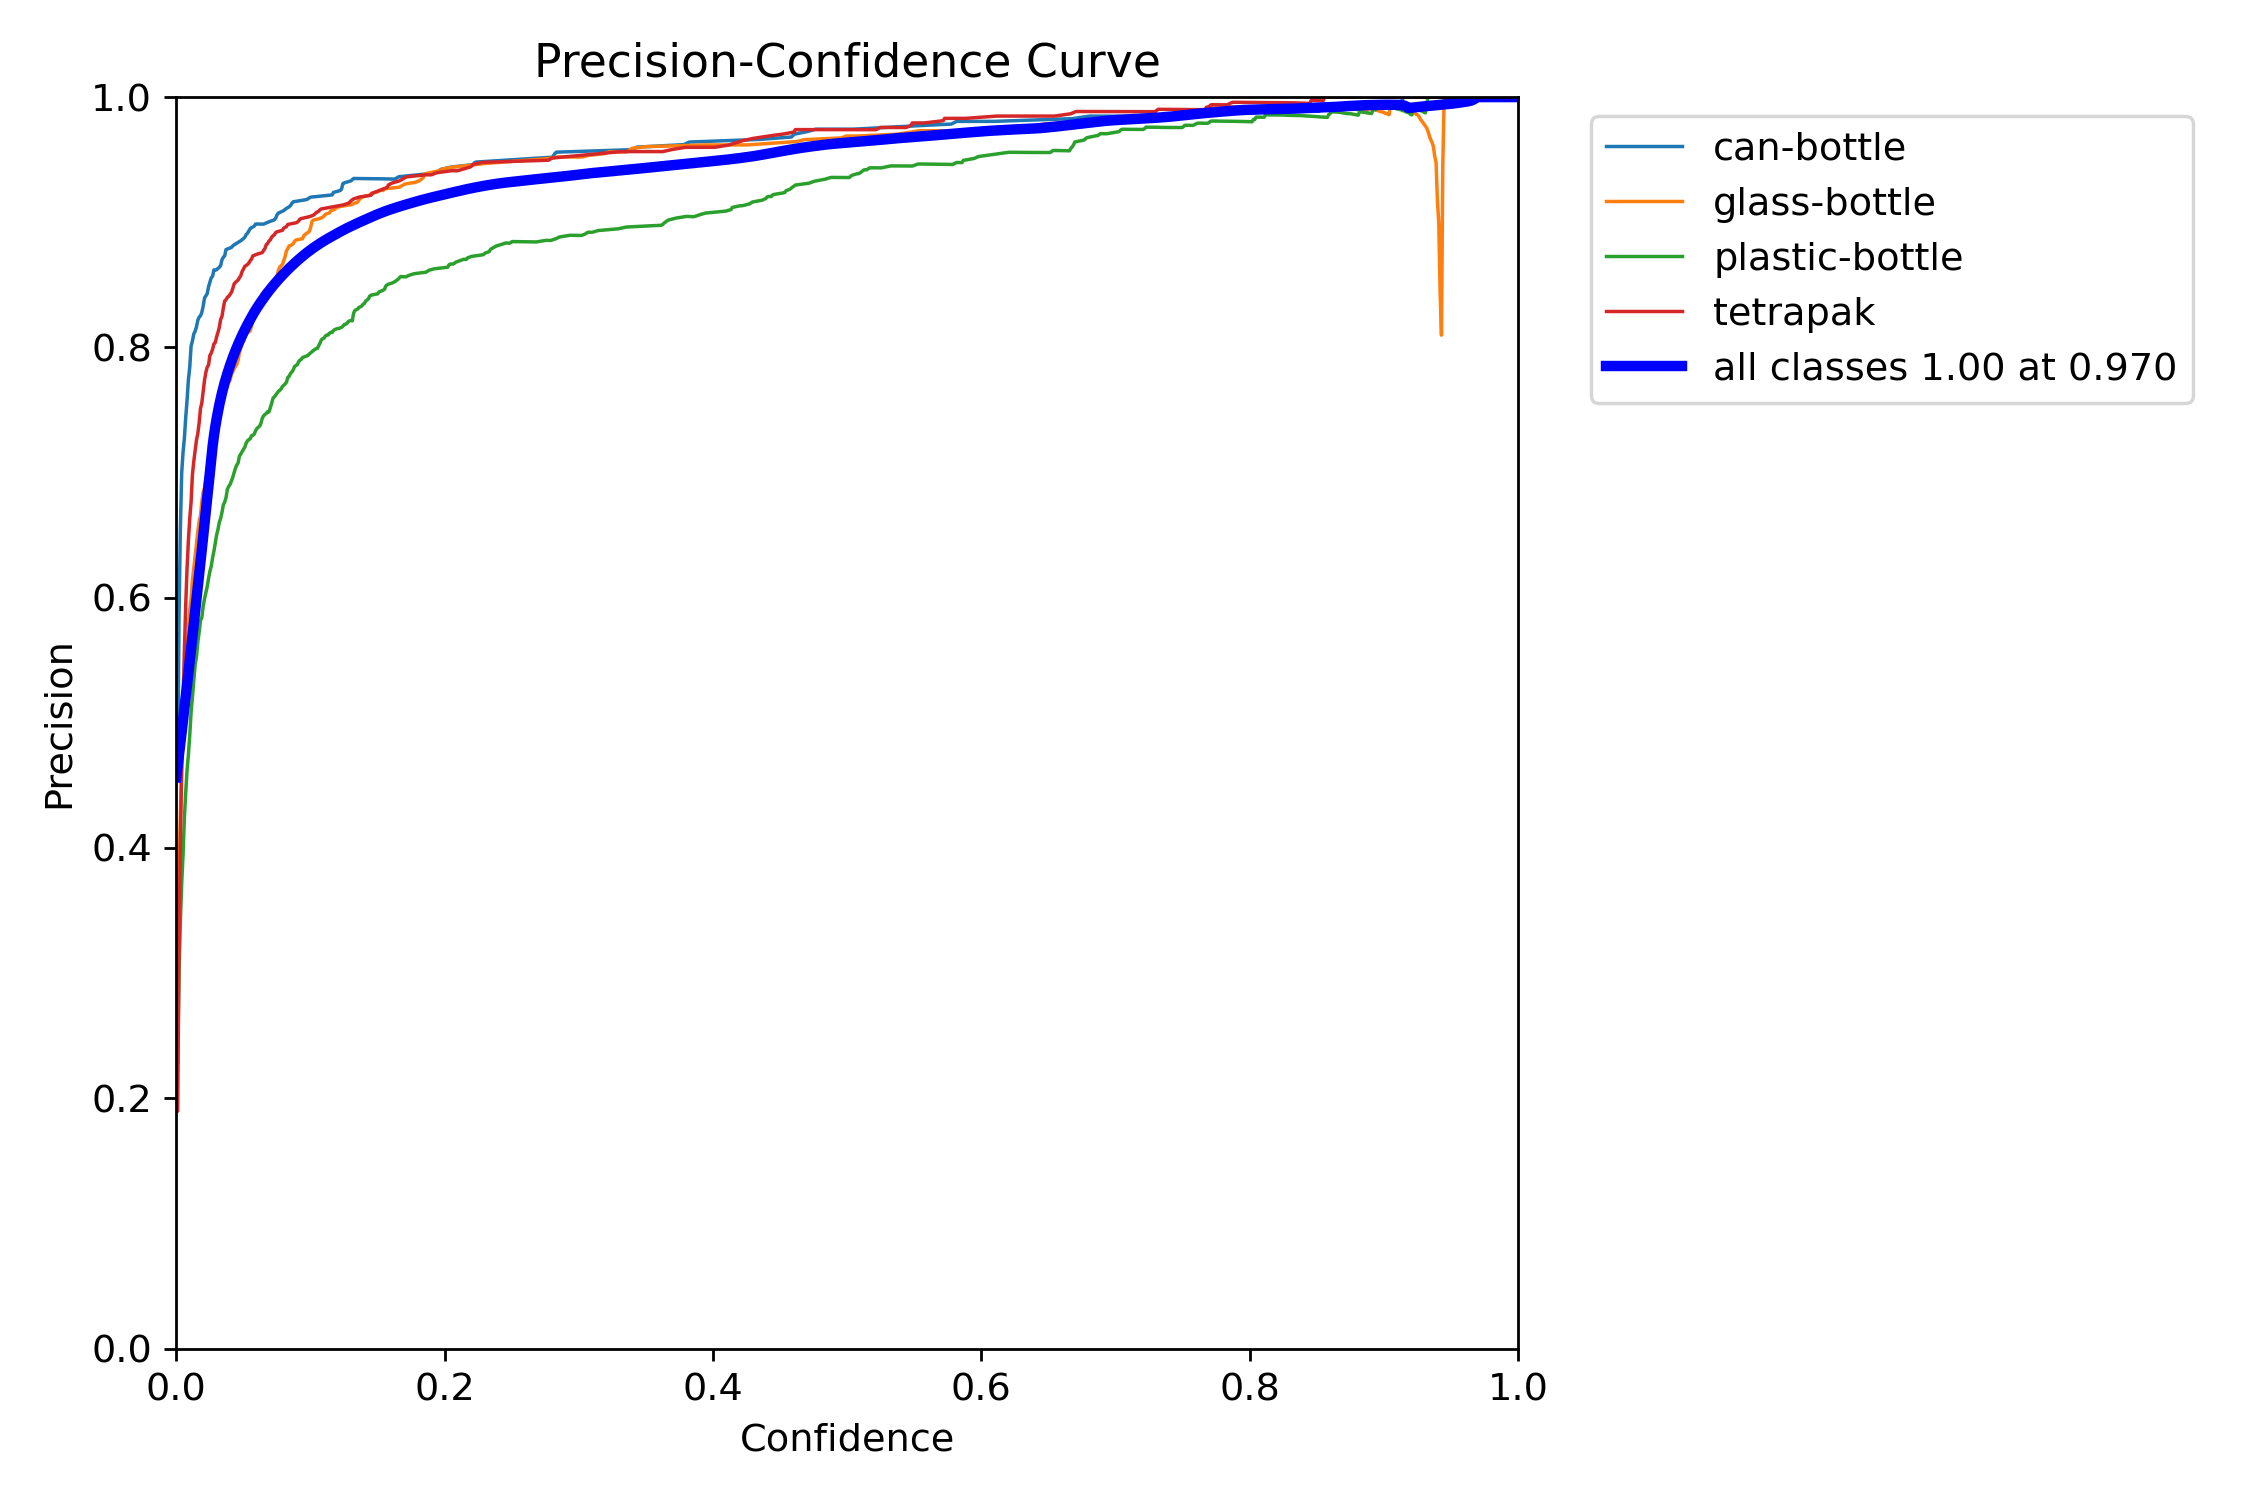 Precision-Confidence Curve
1.0
0.8
0.6
0.4
0.2
0.0
Precision
0.0 0.2 0.4 0.6 0.8 1.0
Confidence
can-bottle
glass-bottle
plastic-bottle
tetrapak
all classes 1.00 at 0.970